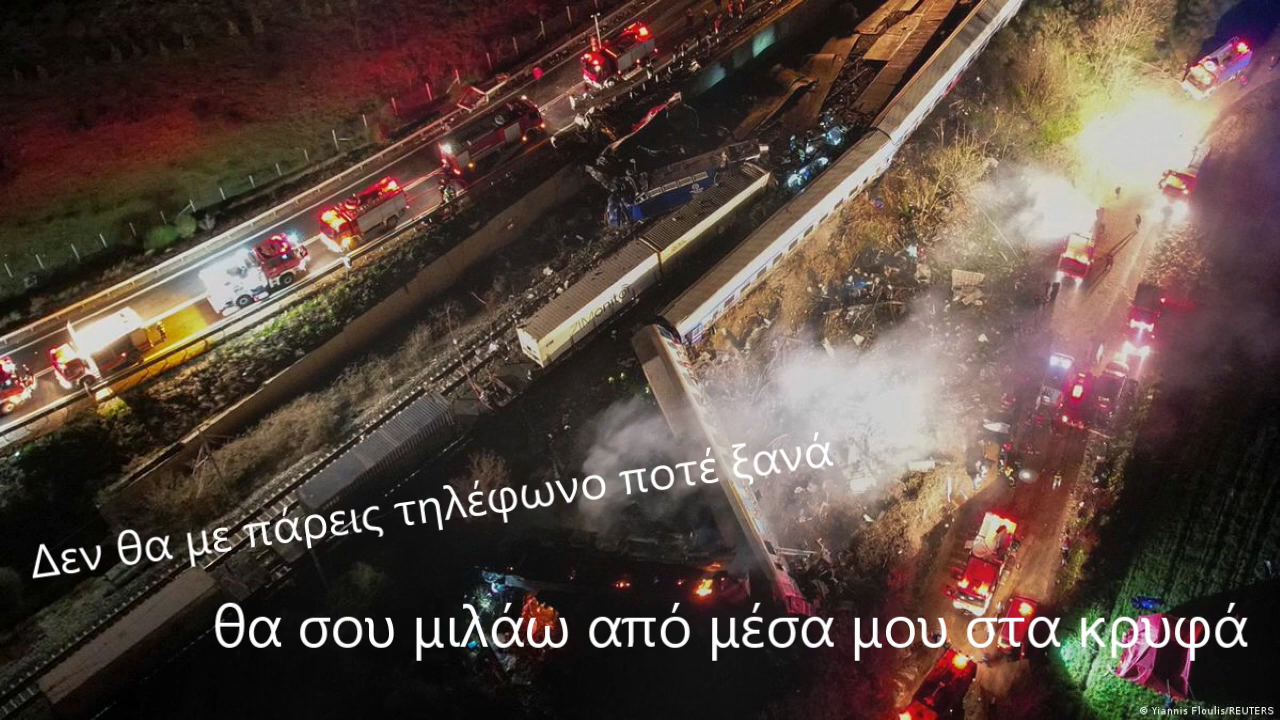 Δεν θα με πάρεις τηλέφωνο ποτέ ξανά
θα σου μιλάω από μέσα μου στα κρυφά
© Yiannis Floulis/REUTERS